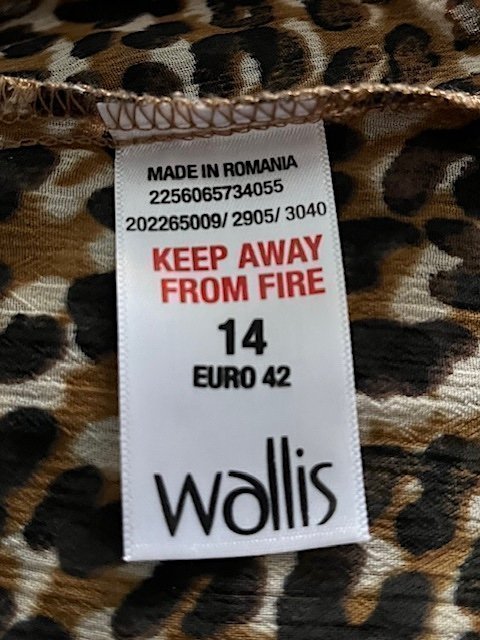 MADE IN ROMANIA
2256065734055
202265009/ 2905/ 3040
KEEP AWAY
FROM FIRE
14
EURO 42
wallis